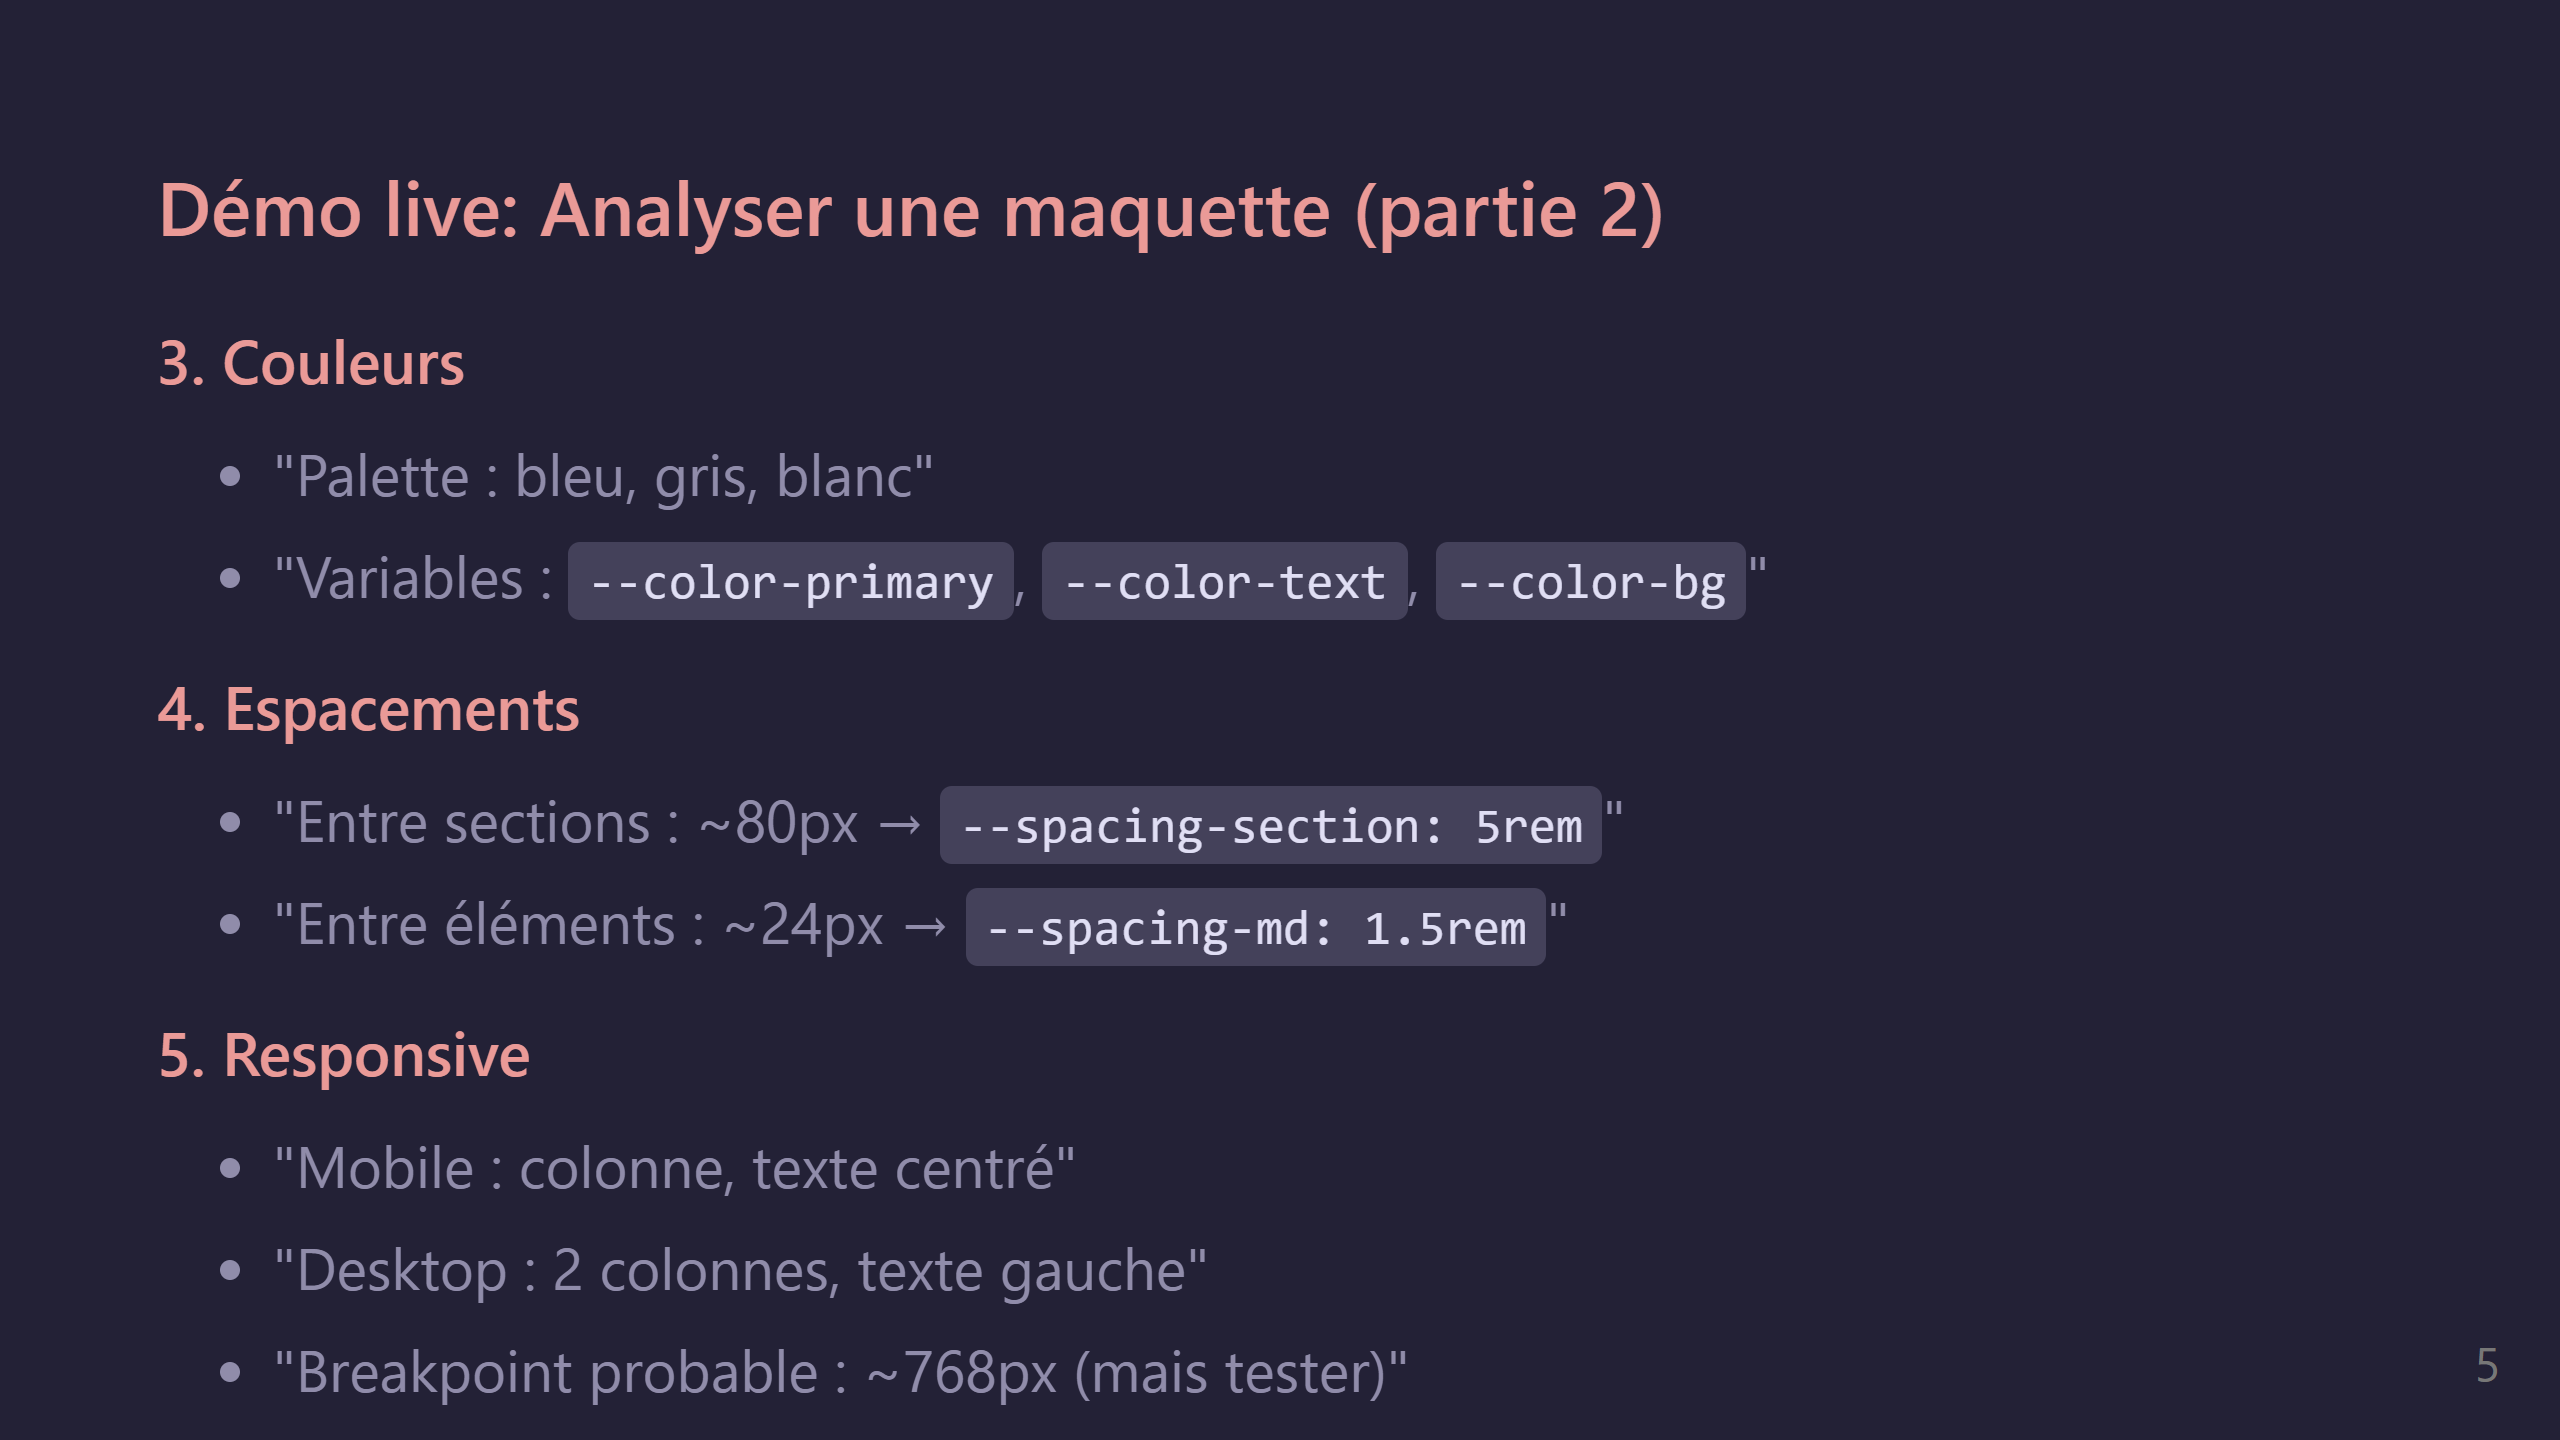 Démo live: Analyser une maquette (partie 2)
3. Couleurs
• "Palette : bleu, gris, blanc"
• "Variables : --color-primary, --color-text, --color-bg"
4. Espacements
• "Entre sections : ~80px → --spacing-section: 5rem"
• "Entre éléments : ~24px → --spacing-md: 1.5rem"
5. Responsive
• "Mobile : colonne, texte centré"
• "Desktop : 2 colonnes, texte gauche"
• "Breakpoint probable : ~768px (mais tester)"
5